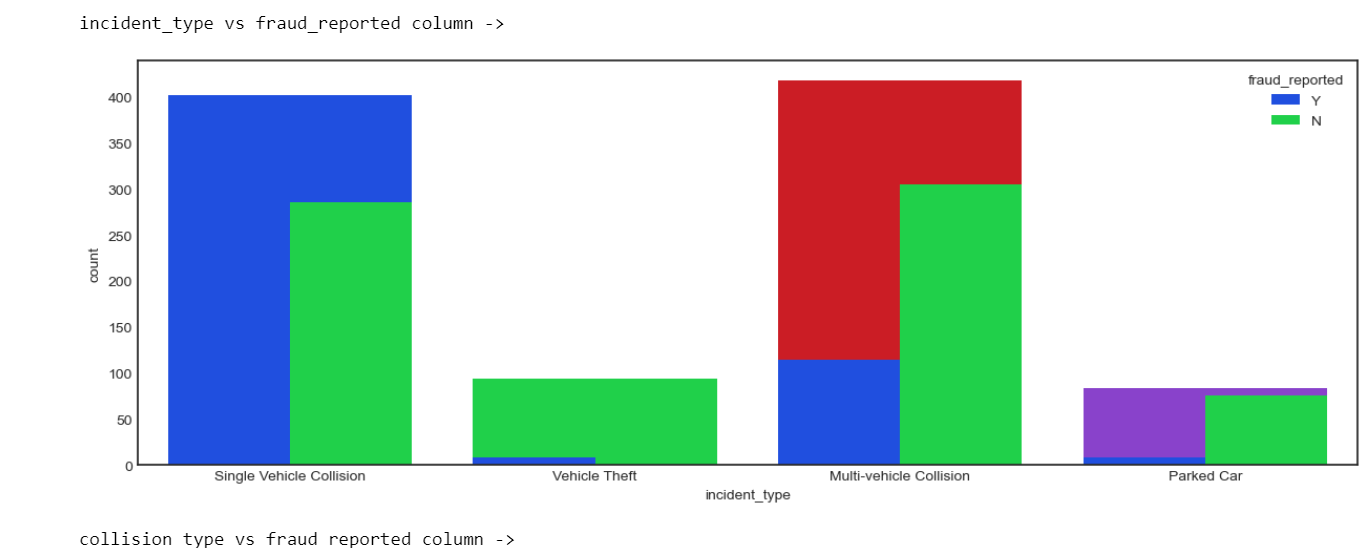 incident_type vs fraud_reported column ->
fraud_reported
Y
N
400
350
300
250
200
150
100
50
0
count
Single Vehicle Collision Vehicle Theft Multi-vehicle Collision Parked Car
incident_type
collision type vs fraud reported column ->